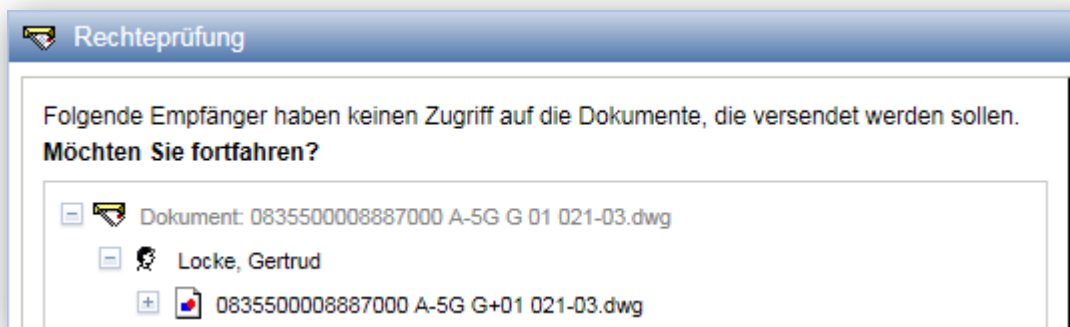 Rechteprüfung
Folgende Empfänger haben keinen Zugriff auf die Dokumente, die versendet werden sollen.
Möchten Sie fortfahren?
Dokument: 0835500008887000 A-5G G 01 021-03.dwg
Locke, Gertrud
0835500008887000 A-5G G+01 021-03.dwg